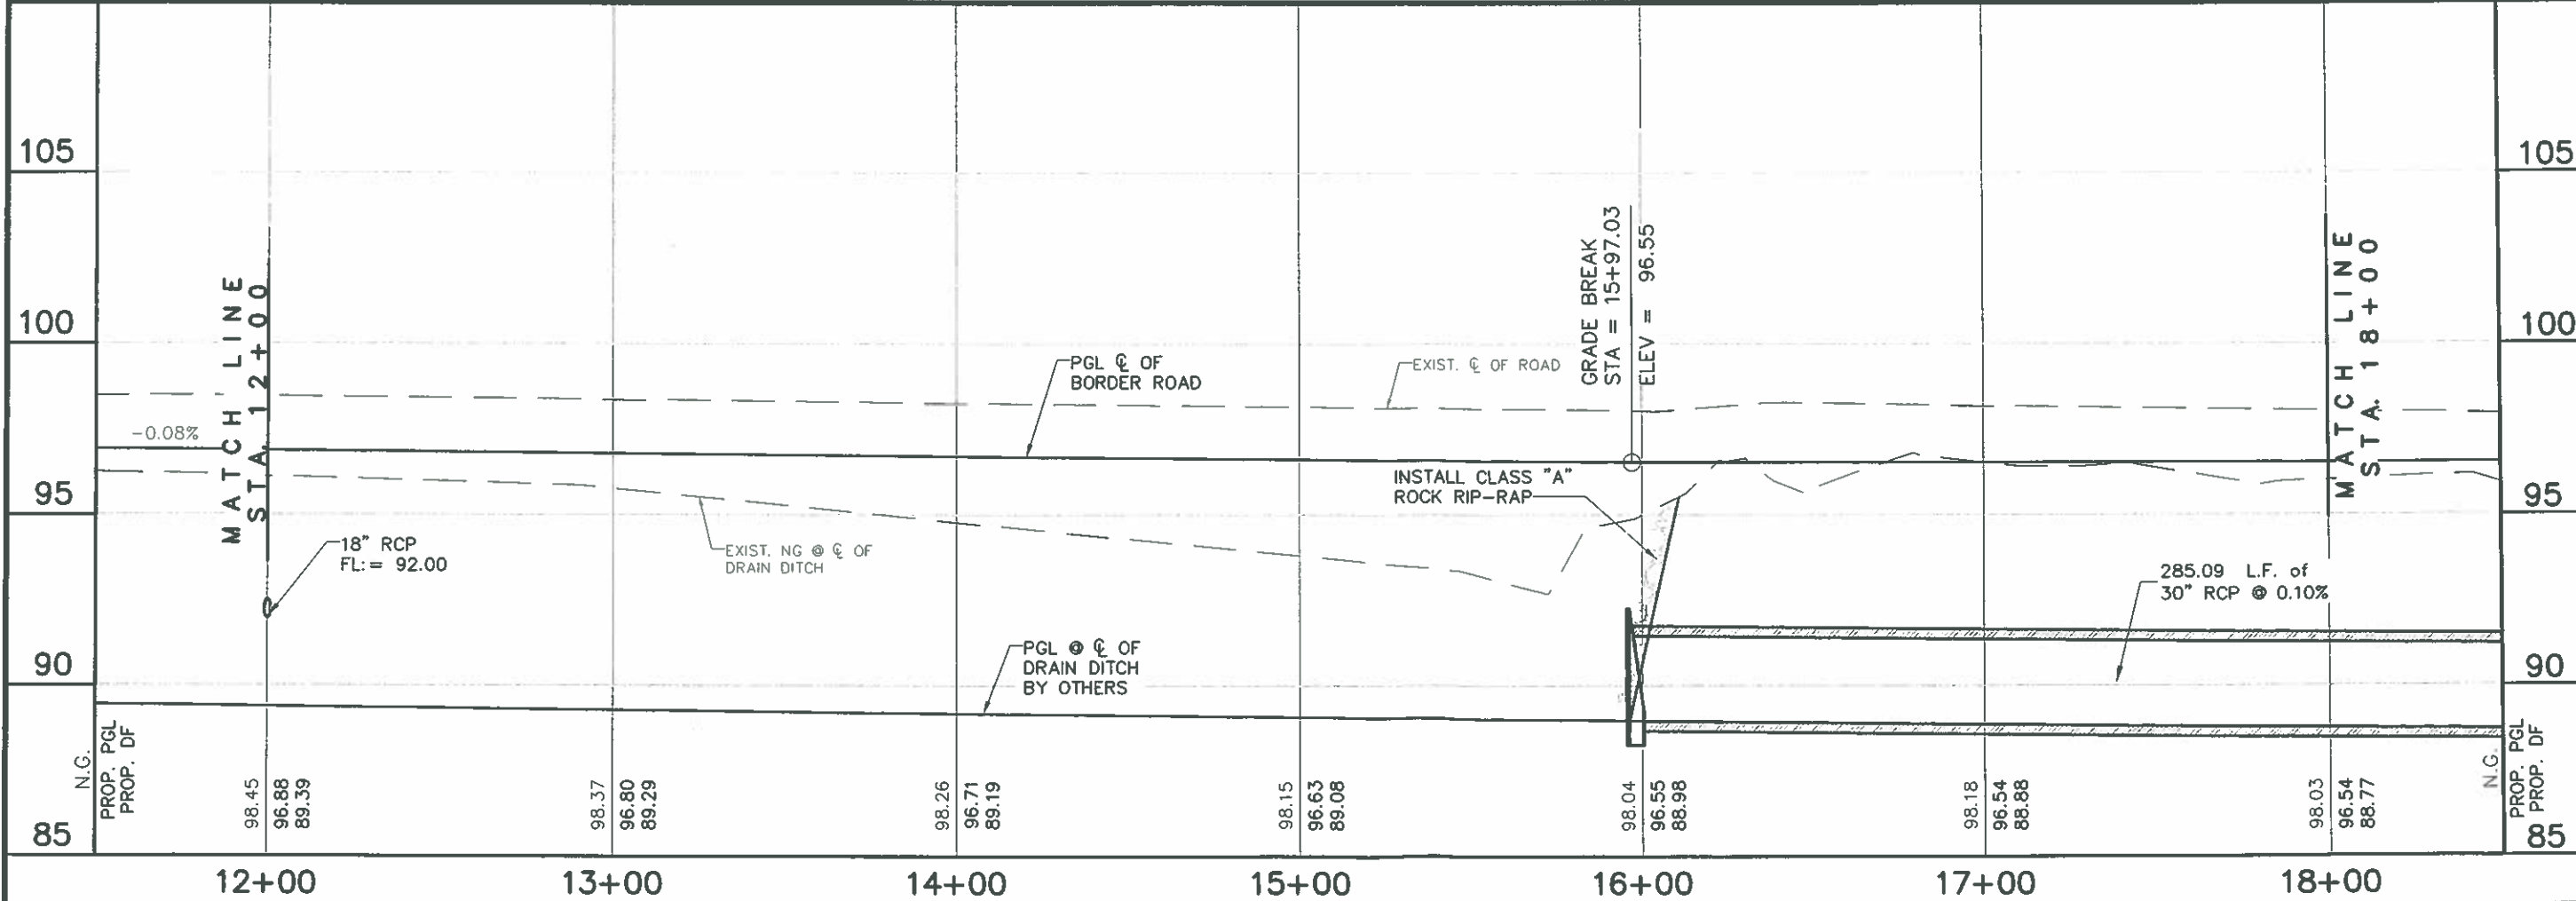 105
105
100
100
95
95
90
90
85
85
MATCH LINE
STA. 12+00
-0.08%
18" RCP
FL:= 92.00
EXIST. NG @ ℄ OF
DRAIN DITCH
PGL ℄ OF
BORDER ROAD
EXIST. ℄ OF ROAD
GRADE BREAK
STA = 15+97.03
ELEV = 96.55
INSTALL CLASS "A"
ROCK RIP-RAP
PGL @ ℄ OF
DRAIN DITCH
BY OTHERS
285.09 L.F. of
30" RCP @ 0.10%
MATCH LINE
STA. 18+00
N.G.
PROP. PGL
PROP. DF
98.45
96.88
89.39
98.37
96.80
89.29
98.26
96.71
89.19
98.15
96.63
89.08
98.04
96.55
88.98
98.18
96.54
88.88
98.03
96.54
88.77
N.G.
PROP. PGL
PROP. DF
12+00
13+00
14+00
15+00
16+00
17+00
18+00